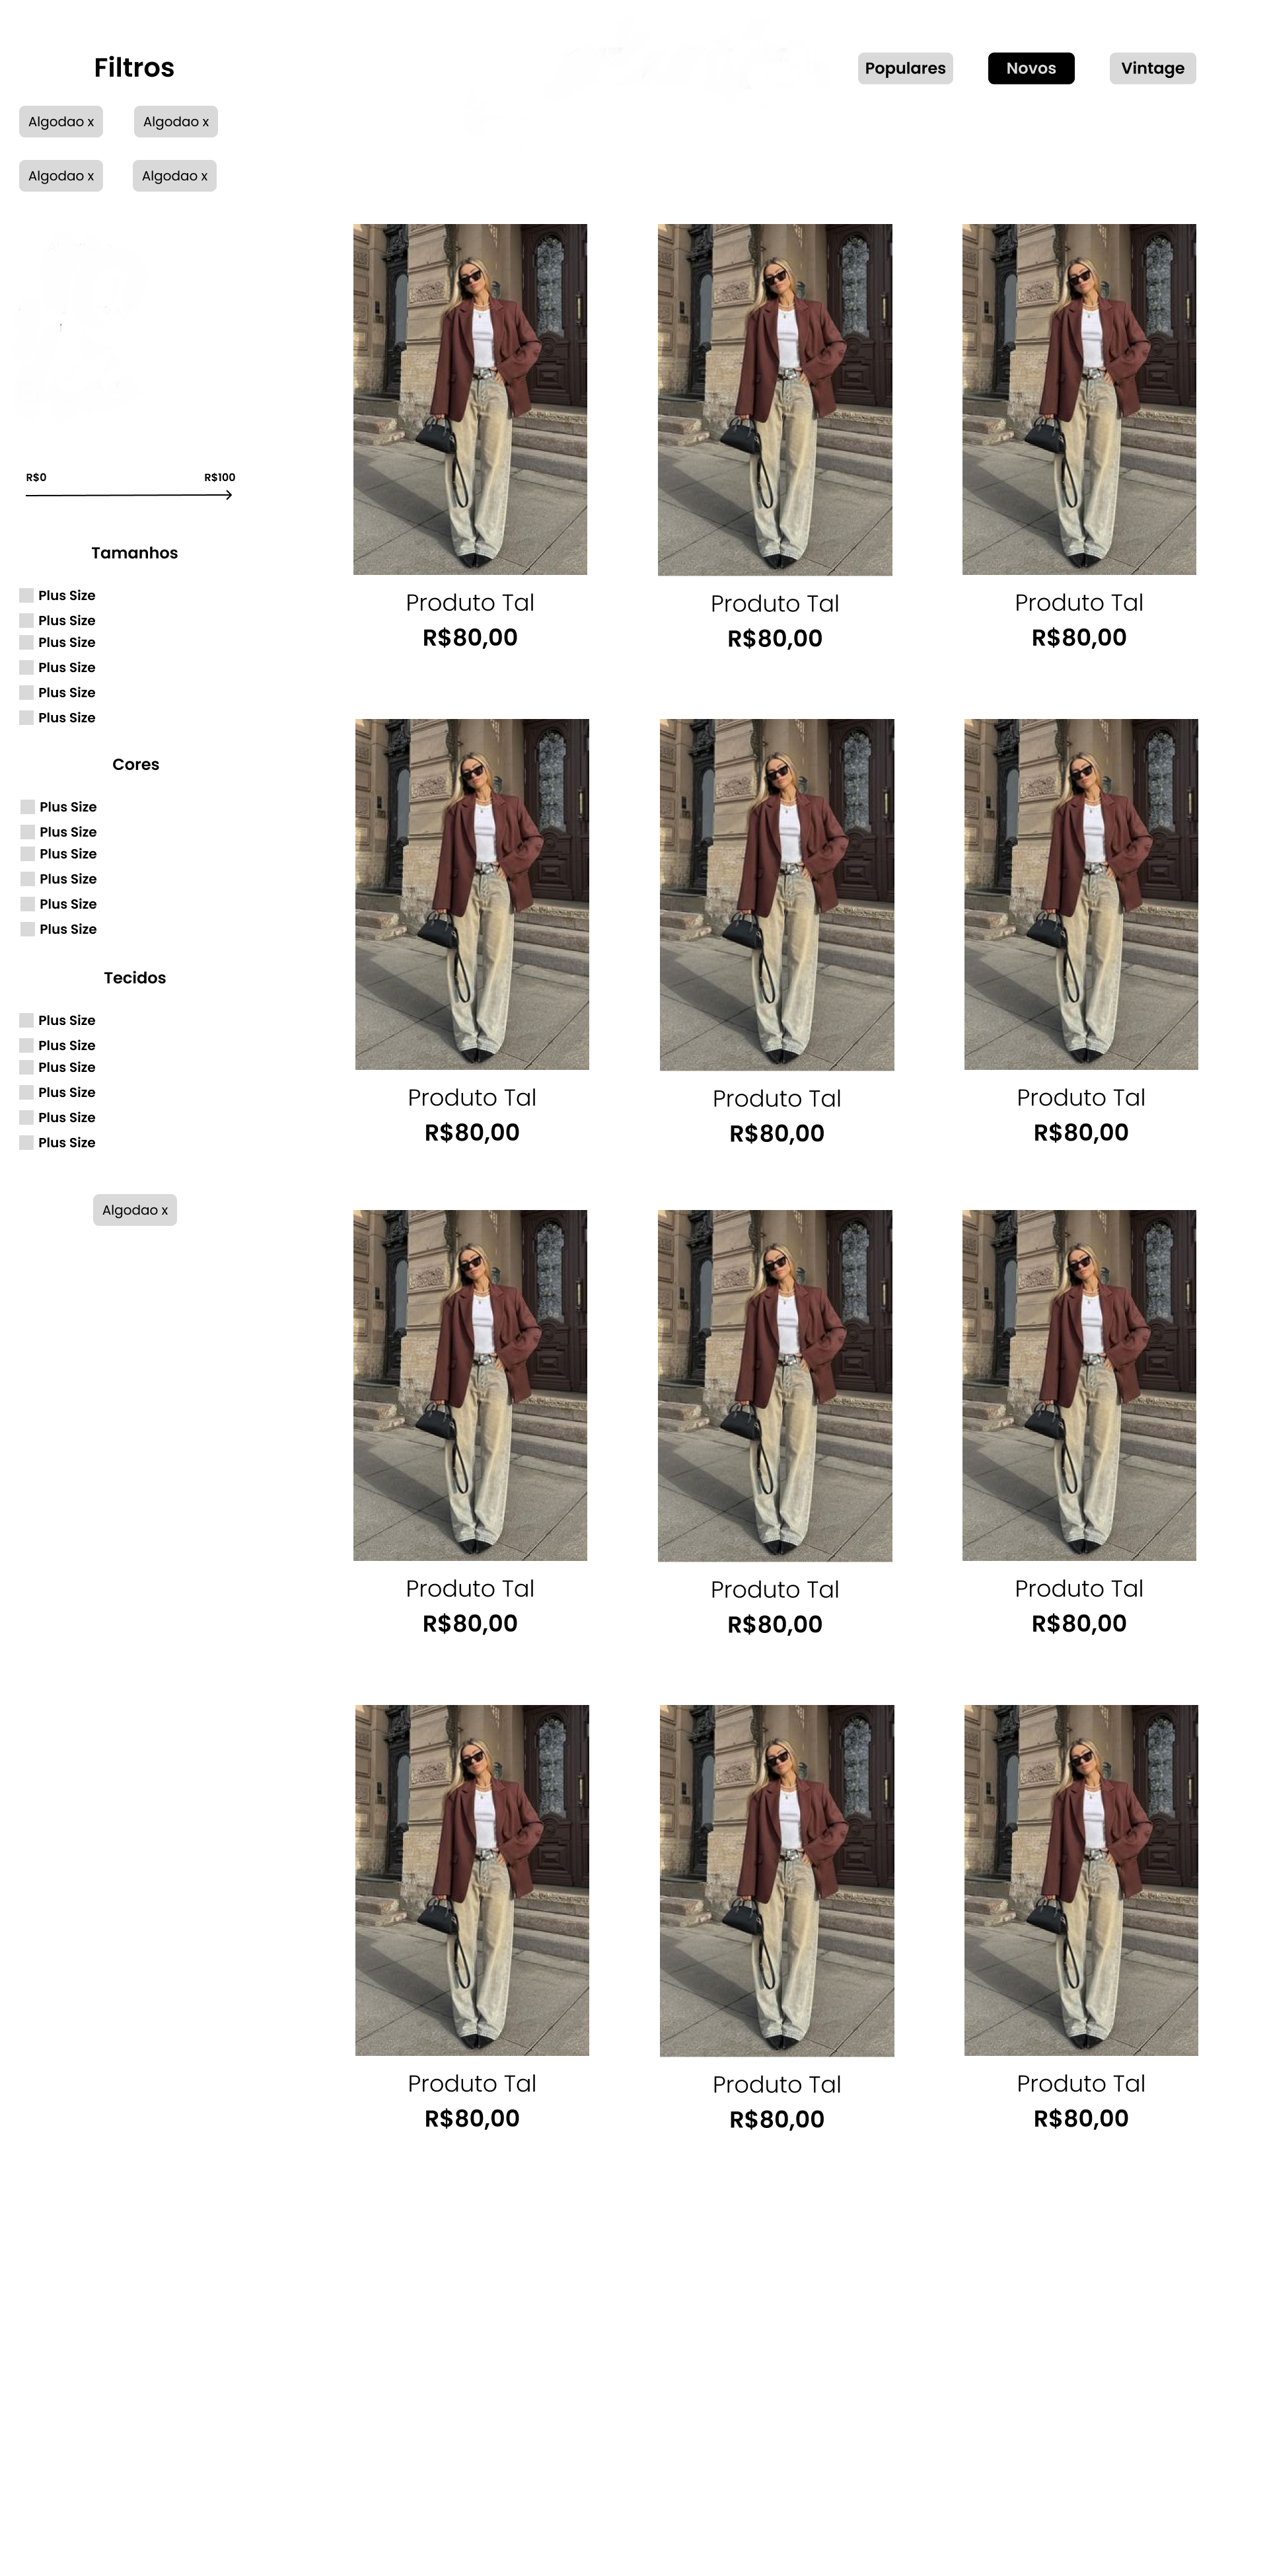 Filtros
Populares
Novos
Vintage
Algodao x
Algodao x
Algodao x
Algodao x
R$0
R$100
Tamanhos
Plus Size
Plus Size
Plus Size
Plus Size
Plus Size
Plus Size
Cores
Plus Size
Plus Size
Plus Size
Plus Size
Plus Size
Plus Size
Tecidos
Plus Size
Plus Size
Plus Size
Plus Size
Plus Size
Plus Size
Algodao x
Produto Tal
R$80,00
Produto Tal
R$80,00
Produto Tal
R$80,00
Produto Tal
R$80,00
Produto Tal
R$80,00
Produto Tal
R$80,00
Produto Tal
R$80,00
Produto Tal
R$80,00
Produto Tal
R$80,00
Produto Tal
R$80,00
Produto Tal
R$80,00
Produto Tal
R$80,00